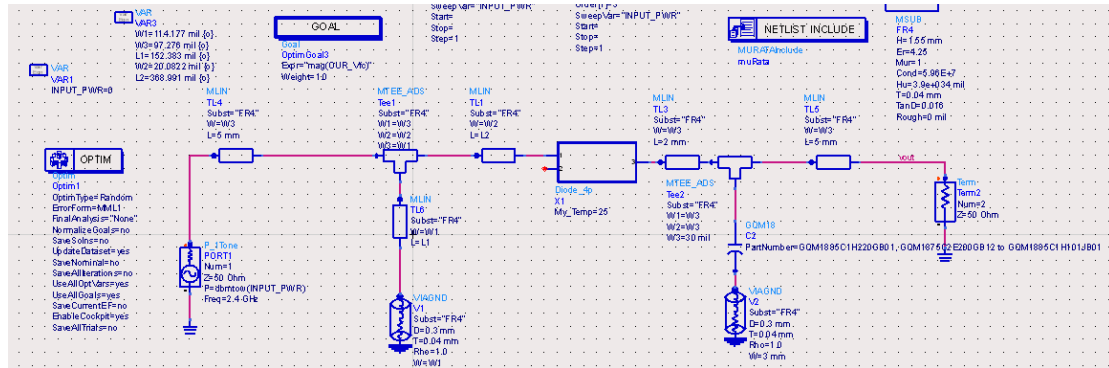 VAR
VAR3
W1=114.177 mil {o}
W3=97.276 mil {o}
L1=152.383 mil {o}
W2=20.0822 mil {o}
L2=368.991 mil {o}
VAR
VAR1
INPUT_PWR=0
GOAL
Goal
OptimGoal3
Expr="mag(OUR_Vfc)"
Weight=1.0
SweepVar="INPUT_PWR"
Start=
Stop=
Step=1
SweepVar="INPUT_PWR"
Start=
Stop=
Step=1
NETLIST INCLUDE
MURATAInclude
muRata
MSUB
FR4
H=1.55 mm
Er=4.25
Mur=1
Cond=5.96E+7
Hu=3.9e+034 mil
T=0.04 mm
TanD=0.016
Rough=0 mil
OPTIM
Optim
Optim1
OptimType=Random
ErrorForm=MML1
FinalAnalysis="None"
NormalizeGoals=no
SaveSolns=no
UpdateDataset=yes
SaveNominal=no
SaveAllIterations=no
UseAllOptVars=yes
UseAllGoals=yes
SaveCurrentEF=no
EnableCockpit=yes
SaveAllTrials=no
MLIN
TL4
Subst="FR4"
W=W3
L=5 mm
MTEE_ADS
Tee1
Subst="FR4"
W1=W3
W2=W2
W3=W1
MLIN
TL1
Subst="FR4"
W=W2
L=L2
1
2
3
Diode_4p
X1
My_Temp=25
MLIN
TL3
Subst="FR4"
W=W3
L=2 mm
MTEE_ADS
Tee2
Subst="FR4"
W1=W3
W2=W3
W3=30 mil
MLIN
TL5
Subst="FR4"
W=W3
L=5 mm
vout
Term
Term2
Num=2
Z=50 Ohm
P_1Tone
PORT1
Num=1
Z=50 Ohm
P=dbmtow(INPUT_PWR)
Freq=2.4 GHz
MLIN
TL6
Subst="FR4"
W=W1
L=L1
VIAGND
V1
Subst="FR4"
D=0.3 mm
T=0.04 mm
Rho=1.0
W=W1
GQM18
C2
PartNumber=GQM1885C1H220GB01, GQM1875C2E200GB12 to GQM1885C1H101JB01
VIAGND
V2
Subst="FR4"
D=0.3 mm
T=0.04 mm
Rho=1.0
W=3 mm